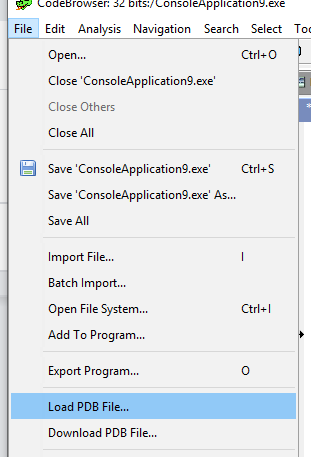 CodeBrowser: 32 bits:/ConsoleApplication9.exe
File Edit Analysis Navigation Search Select
Open... Ctrl+O
Close 'ConsoleApplication9.exe'
Close Others
Close All
Save 'ConsoleApplication9.exe' Ctrl+S
Save 'ConsoleApplication9.exe' As...
Save All
Import File... I
Batch Import...
Open File System... Ctrl+I
Add To Program...
Export Program... O
Load PDB File...
Download PDB File...